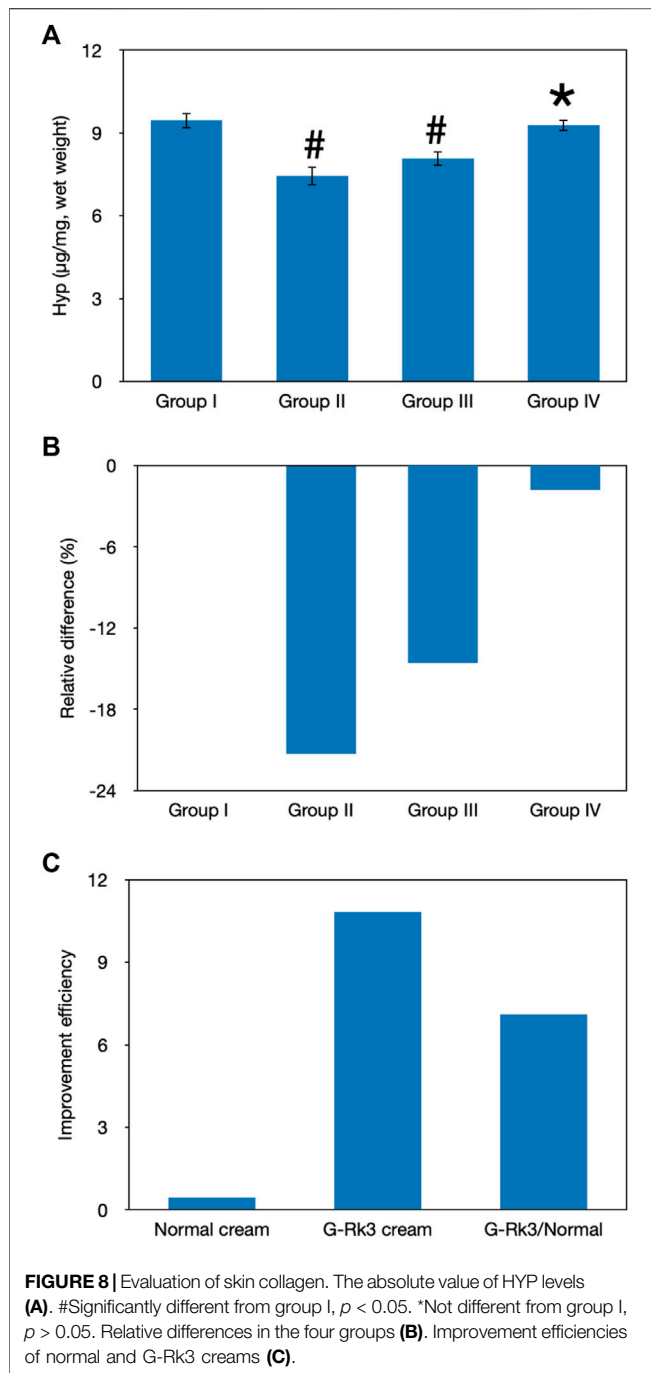 A
Hyp (µg/mg, wet weight)
12
9
6
3
0
#
#
*
Group I
Group II
Group III
Group IV
B
Relative difference (%)
0
-6
-12
-18
-24
Group I
Group II
Group III
Group IV
C
Improvement efficiency
12
9
6
3
0
Normal cream
G-Rk3 cream
G-Rk3/Normal
FIGURE 8 | Evaluation of skin collagen. The absolute value of HYP levels
(A). #Significantly different from group I, p < 0.05. *Not different from group I,
p > 0.05. Relative differences in the four groups (B). Improvement efficiencies
of normal and G-Rk3 creams (C).